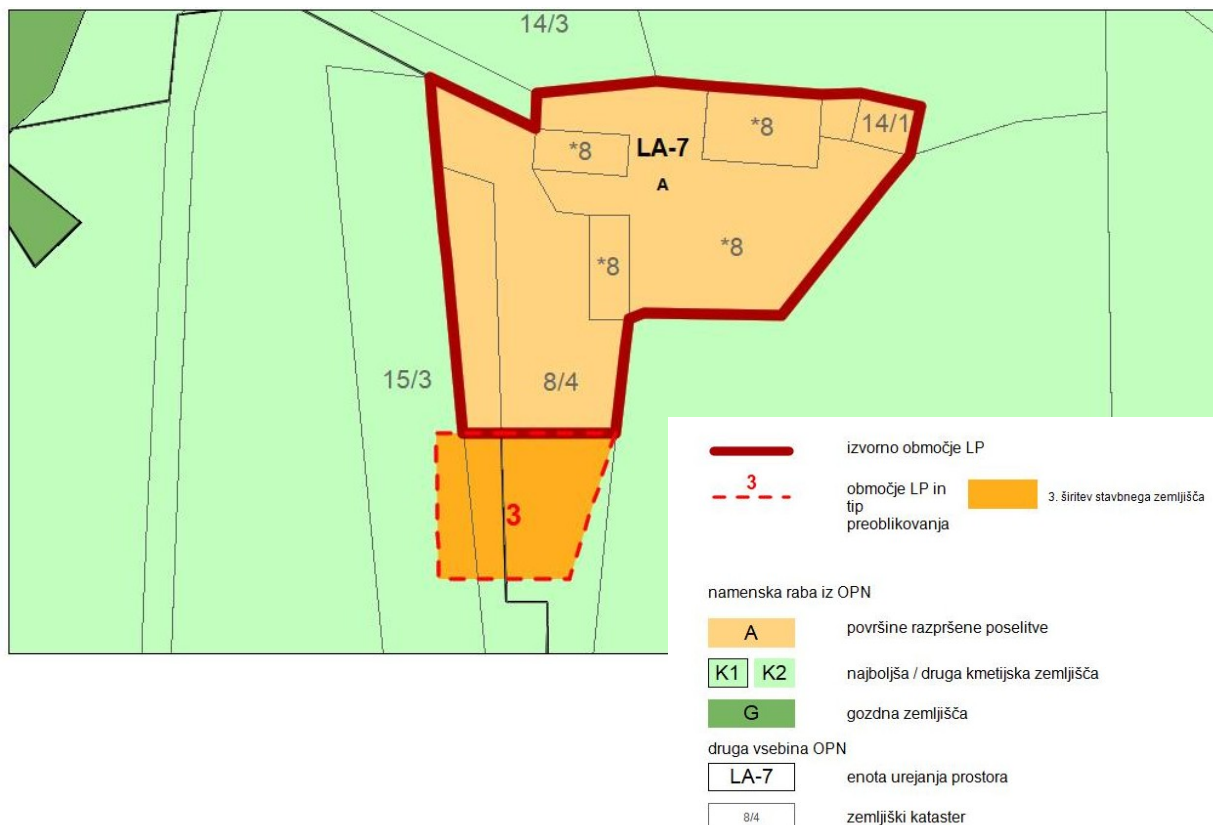 14/3
*8
LA-7
*8
14/1
A
*8
*8
15/3
8/4
3
izvorno območje LP
3
območje LP in
tip
preoblikovanja
3. širitev stavbnega zemljišča
namenska raba iz OPN
A
površine razpršene poselitve
K1 K2
najboljša / druga kmetijska zemljišča
G
gozdna zemljišča
druga vsebina OPN
LA-7
enota urejanja prostora
8/4
zemljiški kataster